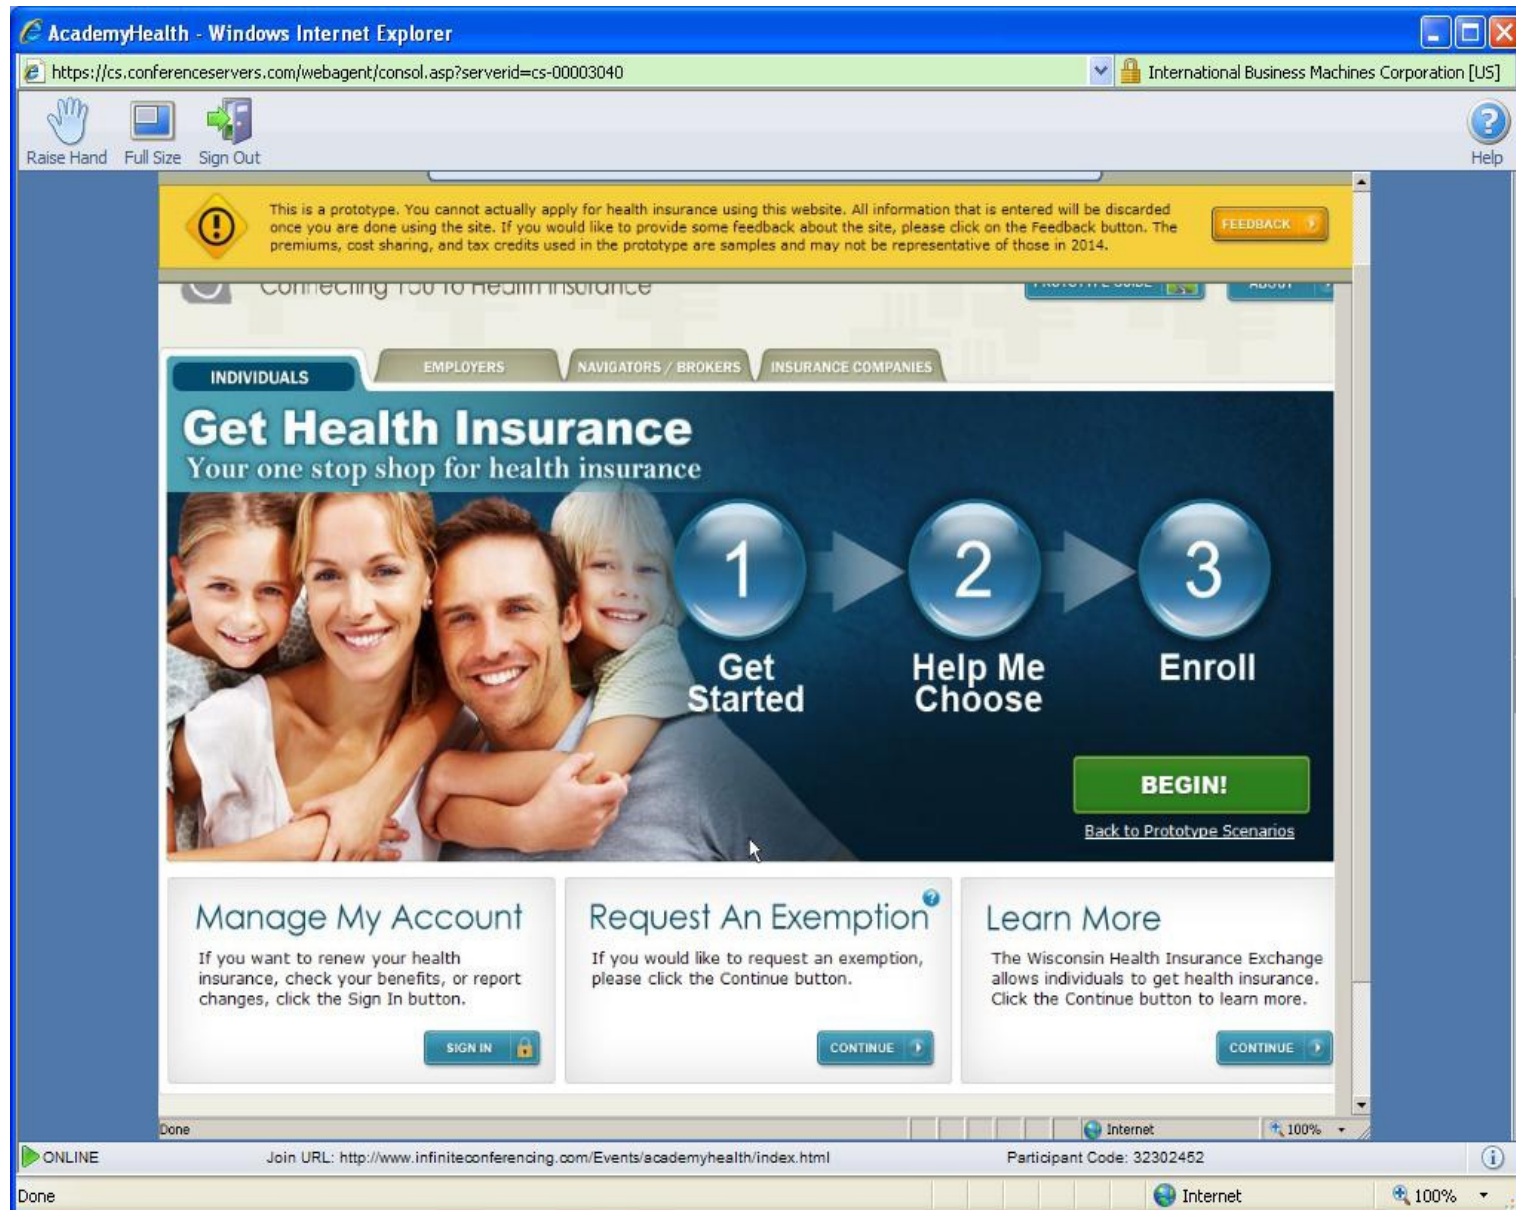 AcademyHealth - Windows Internet Explorer
https://cs.conferenceservers.com/webagent/consol.asp?serverid=cs-00003040
International Business Machines Corporation [US]
Raise Hand
Full Size
Sign Out
Help
This is a prototype. You cannot actually apply for health insurance using this website. All information that is entered will be discarded
once you are done using the site. If you would like to provide some feedback about the site, please click on the Feedback button. The
premiums, cost sharing, and tax credits used in the prototype are samples and may not be representative of those in 2014.
FEEDBACK
Connecting You To Health Insurance
PROTOTYPE GUIDE
ABOUT
INDIVIDUALS
EMPLOYERS
NAVIGATORS / BROKERS
INSURANCE COMPANIES
Get Health Insurance
Your one stop shop for health insurance
1
2
3
Get
Started
Help Me
Choose
Enroll
BEGIN!
Back to Prototype Scenarios
Manage My Account
If you want to renew your health
insurance, check your benefits, or report
changes, click the Sign In button.
SIGN IN
Request An Exemption
If you would like to request an exemption,
please click the Continue button.
CONTINUE
Learn More
The Wisconsin Health Insurance Exchange
allows individuals to get health insurance.
Click the Continue button to learn more.
CONTINUE
Done
Internet
100%
ONLINE
Join URL: http://www.infiniteconferencing.com/Events/academyhealth/index.html
Participant Code: 32302452
Done
Internet
100%